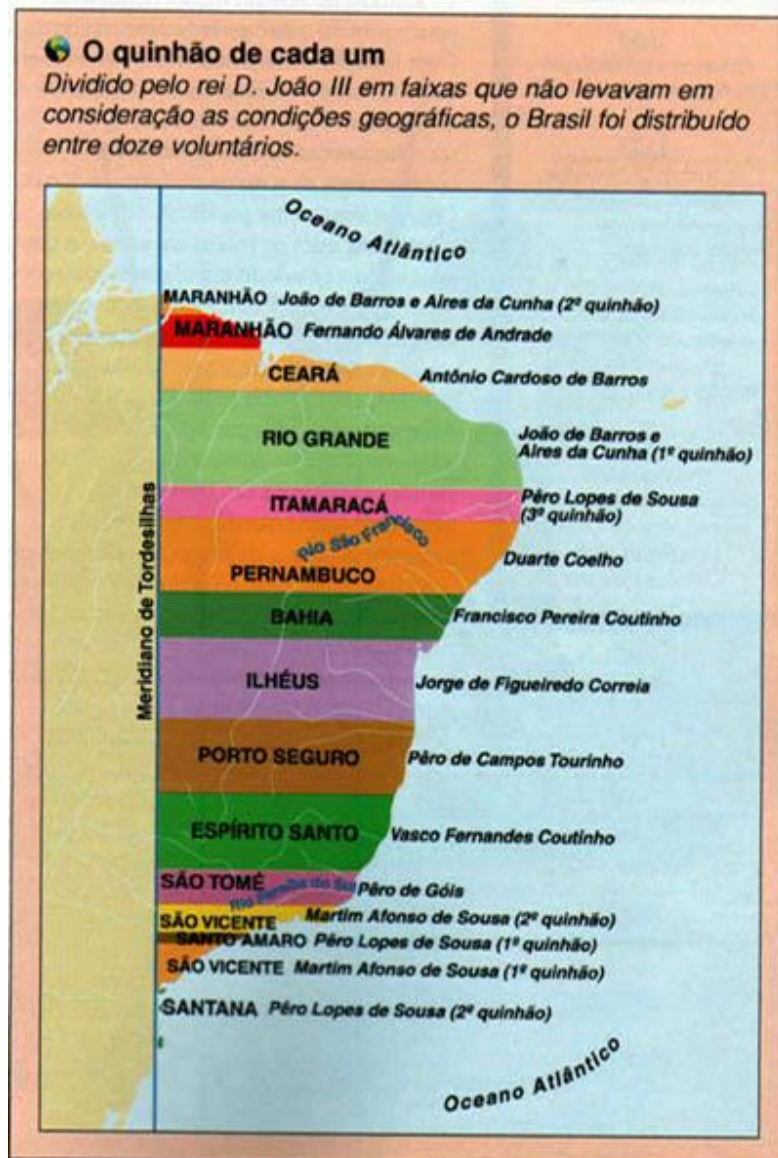 O quinhão de cada um
Dividido pelo rei D. João III em faixas que não levavam em
consideração as condições geográficas, o Brasil foi distribuído
entre doze voluntários.
Oceano Atlântico
MARANHÃO João de Barros e Aires da Cunha (2º quinhão)
MARANHÃO Fernando Álvares de Andrade
CEARÁ Antônio Cardoso de Barros
RIO GRANDE João de Barros e
Aires da Cunha (1º quinhão)
ITAMARACÁ Pêro Lopes de Sousa
(3º quinhão)
Rio São Francisco
PERNAMBUCO Duarte Coelho
BAHIA Francisco Pereira Coutinho
Meridiano de Tordesilhas
ILHÉUS Jorge de Figueiredo Correia
PORTO SEGURO Pêro de Campos Tourinho
ESPÍRITO SANTO Vasco Fernandes Coutinho
SÃO TOMÉ Pêro de Góis
Rio Paraíba do Sul
SÃO VICENTE Martim Afonso de Sousa (2º quinhão)
SANTO AMARO Pêro Lopes de Sousa (1º quinhão)
SÃO VICENTE Martim Afonso de Sousa (1º quinhão)
SANTANA Pêro Lopes de Sousa (2º quinhão)
Oceano Atlântico